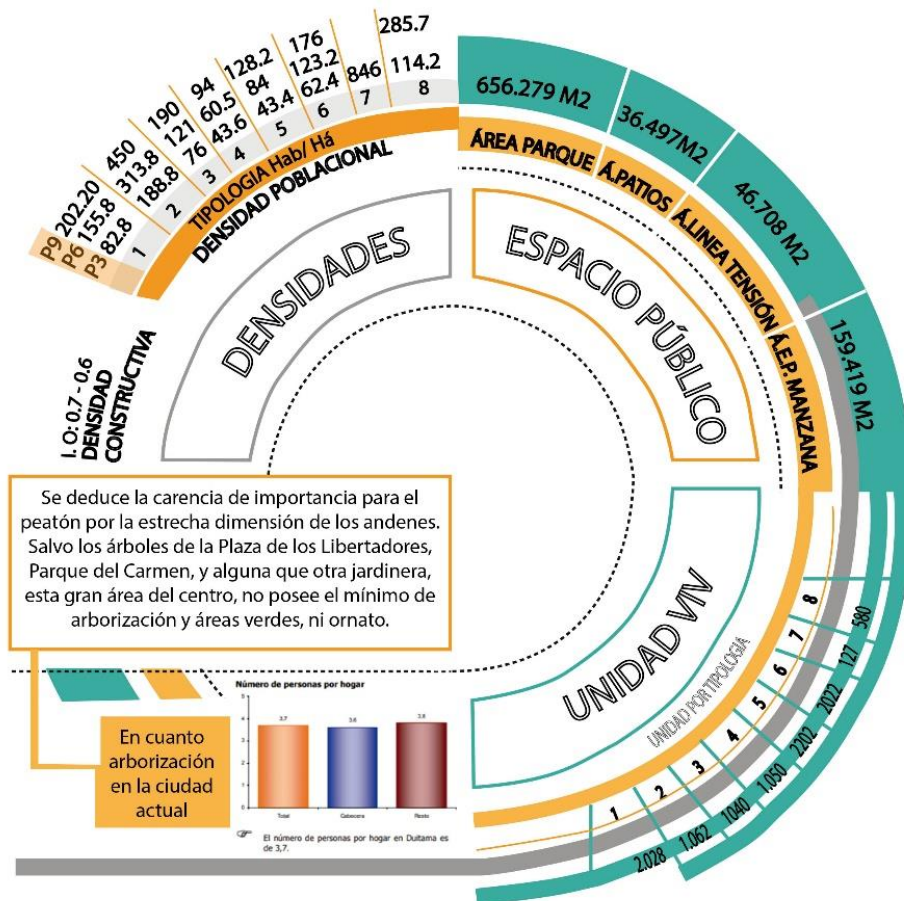 P9 202.20 450 190 94 128.2 176 285.7
P6 155.8 313.8 121 60.5 84 123.2
P3 82.8 188.8 76 43.6 43.4 62.4 846 114.2
1 2 3 4 5 6 7 8
TIPOLOGIA Hab/ Há
DENSIDAD POBLACIONAL
DENSIDADES
I. O: 0.7 - 0.6
DENSIDAD
CONSTRUCTIVA
656.279 M2
36.497M2
46.708 M2
159.419 M2
ÁREA PARQUE
Á.PATIOS
Á.LINEA TENSIÓN
Á.E.P. MANZANA
ESPACIO PÚBLICO
Se deduce la carencia de importancia para el
peatón por la estrecha dimensión de los andenes.
Salvo los árboles de la Plaza de los Libertadores,
Parque del Carmen, y alguna que otra jardinera,
esta gran área del centro, no posee el mínimo de
arborización y áreas verdes, ni ornato.
En cuanto
arborización
en la ciudad
actual
Número de personas por hogar
5
4
3
2
1
0
3,7
3,6
3,8
Total
Cabecera
Resto
El número de personas por hogar en Duitama es
de 3,7.
UNIDAD VIV
UNIDAD POR TIPOLOGIA
1 2 3 4 5 6 7 8
2.028 1.062 1040 1.050 2202 2022 127 580